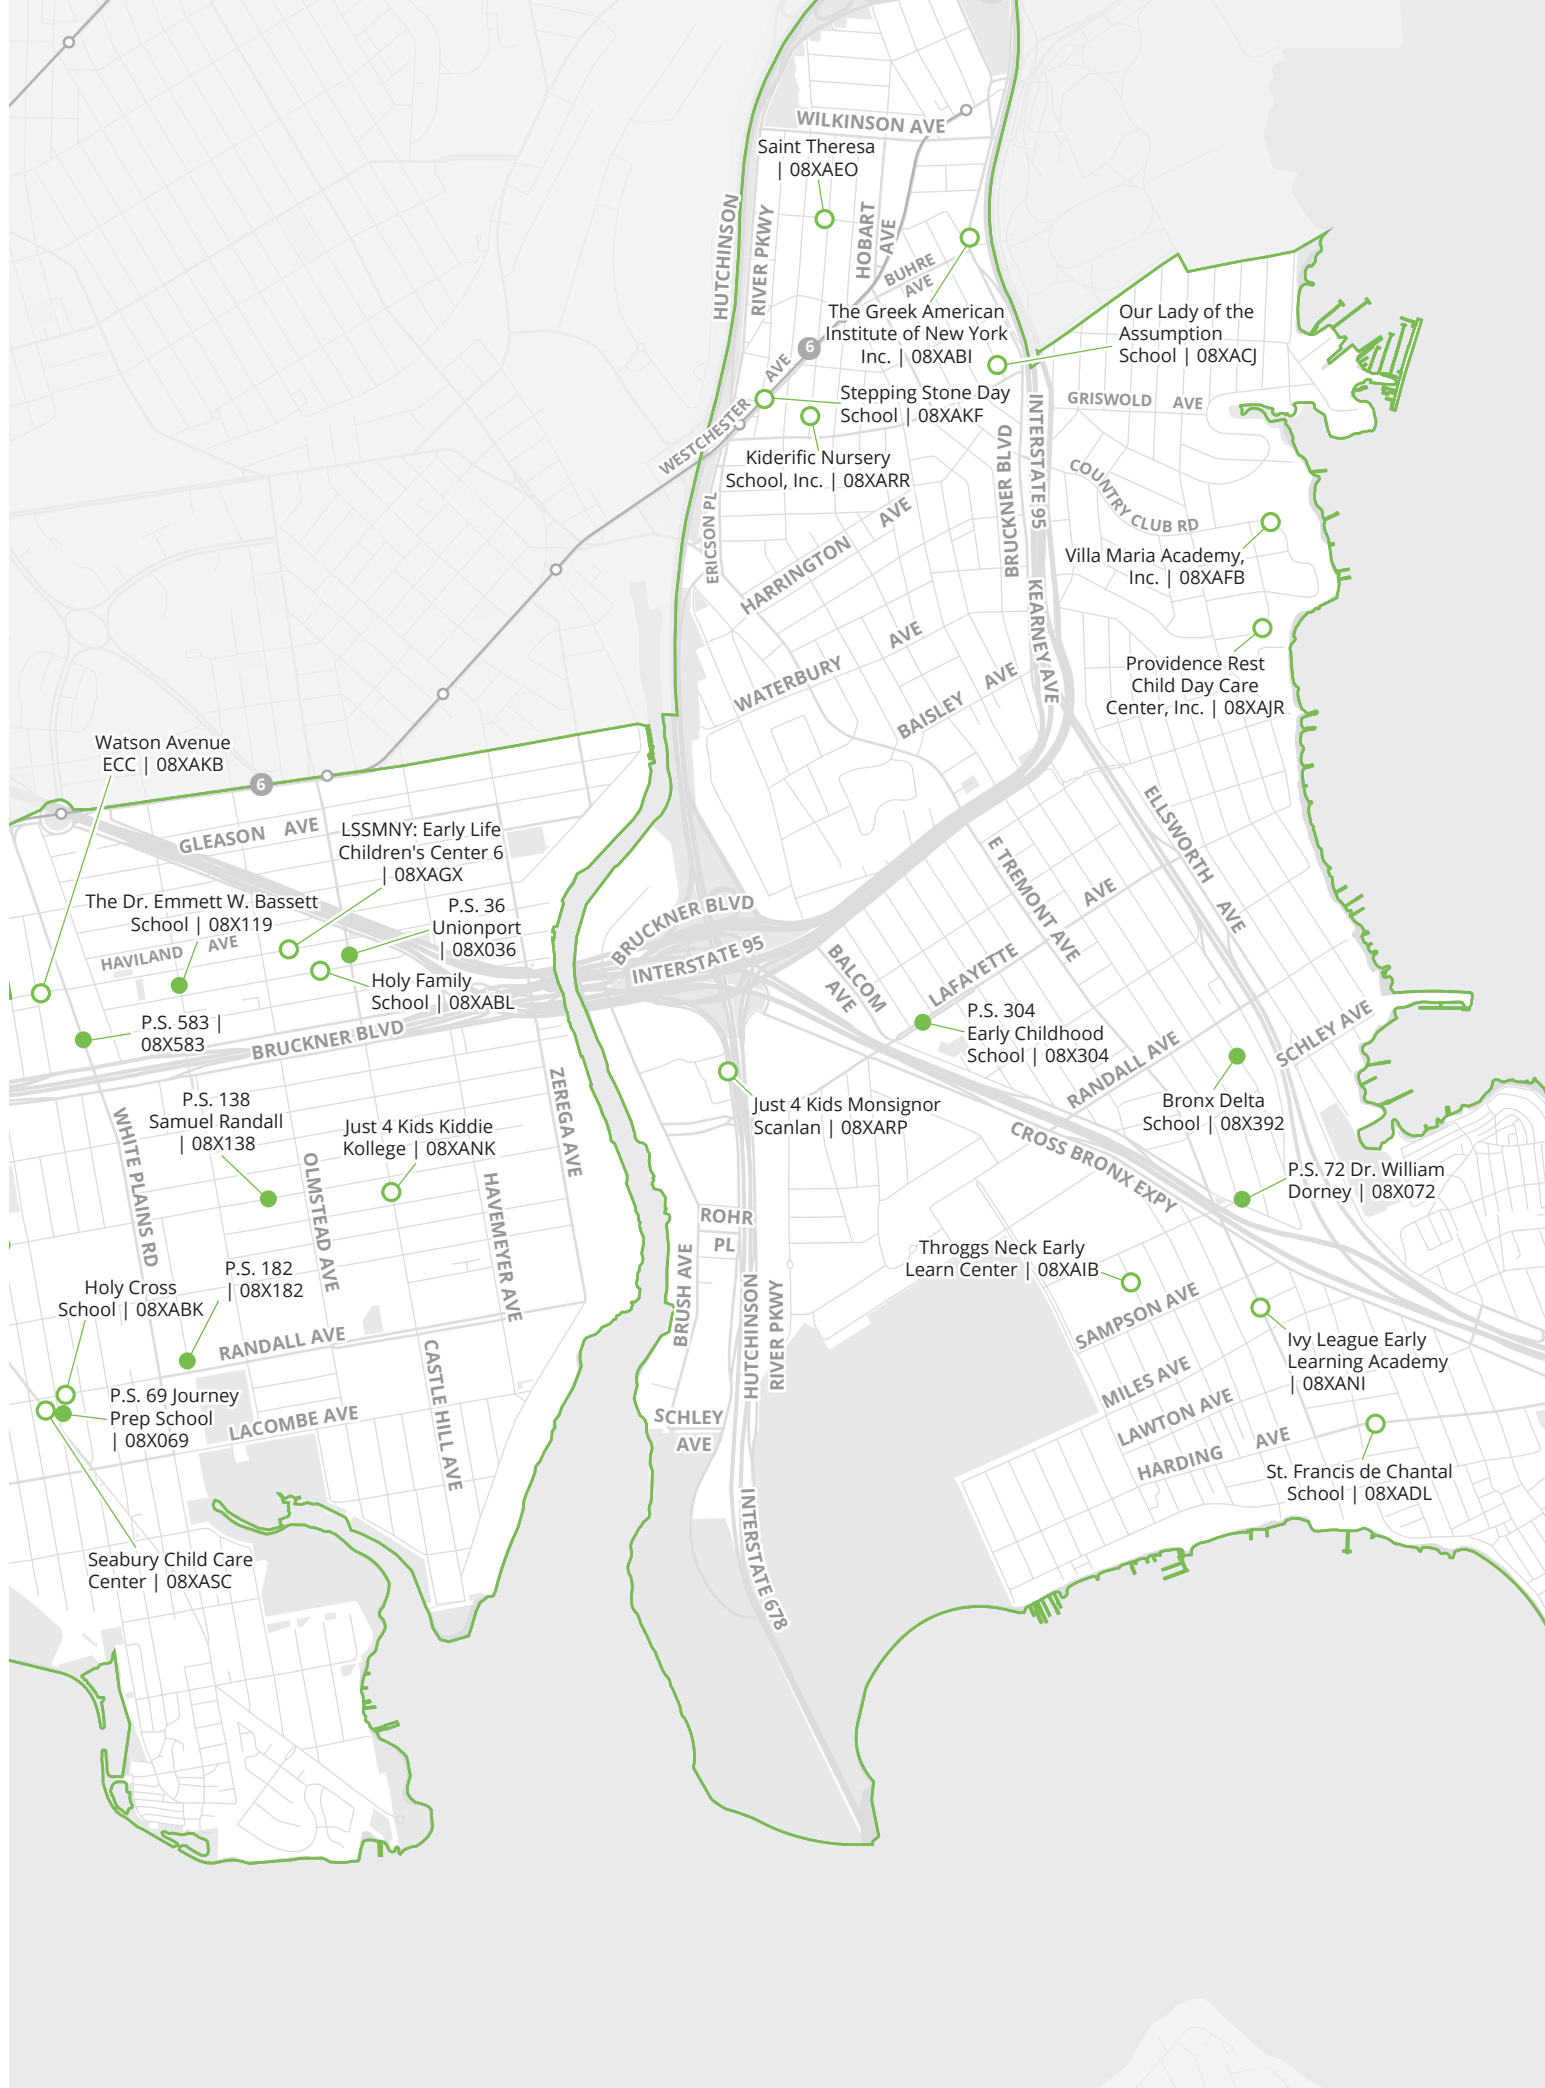 WILKINSON AVE
Saint Theresa
| 08XAEO
HUTCHINSON
RIVER PKWY
HOBART
AVE
BUHRE
AVE
The Greek American
Institute of New York
Inc. | 08XABI
Our Lady of the
Assumption
School | 08XACJ
6
WESTCHESTER
AVE
Stepping Stone Day
School | 08XAKF
GRISWOLD AVE
Kiderific Nursery
School, Inc. | 08XARR
BRUCKNER BLVD
INTERSTATE 95
COUNTRY CLUB RD
ERICSON PL
HARRINGTON AVE
Villa Maria Academy,
Inc. | 08XAFB
KEARNEY AVE
WATERBURY AVE
BAISLEY AVE
Providence Rest
Child Day Care
Center, Inc. | 08XAJR
Watson Avenue
ECC | 08XAKB
6
GLEASON AVE
LSSMNY: Early Life
Children's Center 6
| 08XAGX
ELLSWORTH AVE
E TREMONT AVE
The Dr. Emmett W. Bassett
School | 08X119
P.S. 36
Unionport
| 08X036
HAVILAND AVE
Holy Family
School | 08XABL
BRUCKNER BLVD
INTERSTATE 95
BALCOM
AVE
LAFAYETTE AVE
P.S. 583 |
08X583
BRUCKNER BLVD
P.S. 304
Early Childhood
School | 08X304
RANDALL AVE
SCHLEY AVE
P.S. 138
Samuel Randall
| 08X138
Just 4 Kids Kiddie
Kollege | 08XANK
ZEREGA AVE
Just 4 Kids Monsignor
Scanlan | 08XARP
Bronx Delta
School | 08X392
CROSS BRONX EXPY
WHITE PLAINS RD
OLMSTEAD AVE
HAVEMEYER AVE
P.S. 72 Dr. William
Dorney | 08X072
ROHR
PL
Throggs Neck Early
Learn Center | 08XAIB
Holy Cross
School | 08XABK
P.S. 182
| 08X182
BRUSH AVE
HUTCHINSON
RIVER PKWY
SAMPSON AVE
RANDALL AVE
Ivy League Early
Learning Academy
| 08XANI
MILES AVE
P.S. 69 Journey
Prep School
| 08X069
LACOMBE AVE
CASTLE HILL AVE
SCHLEY
AVE
LAWTON AVE
HARDING AVE
St. Francis de Chantal
School | 08XADL
INTERSTATE 678
Seabury Child Care
Center | 08XASC